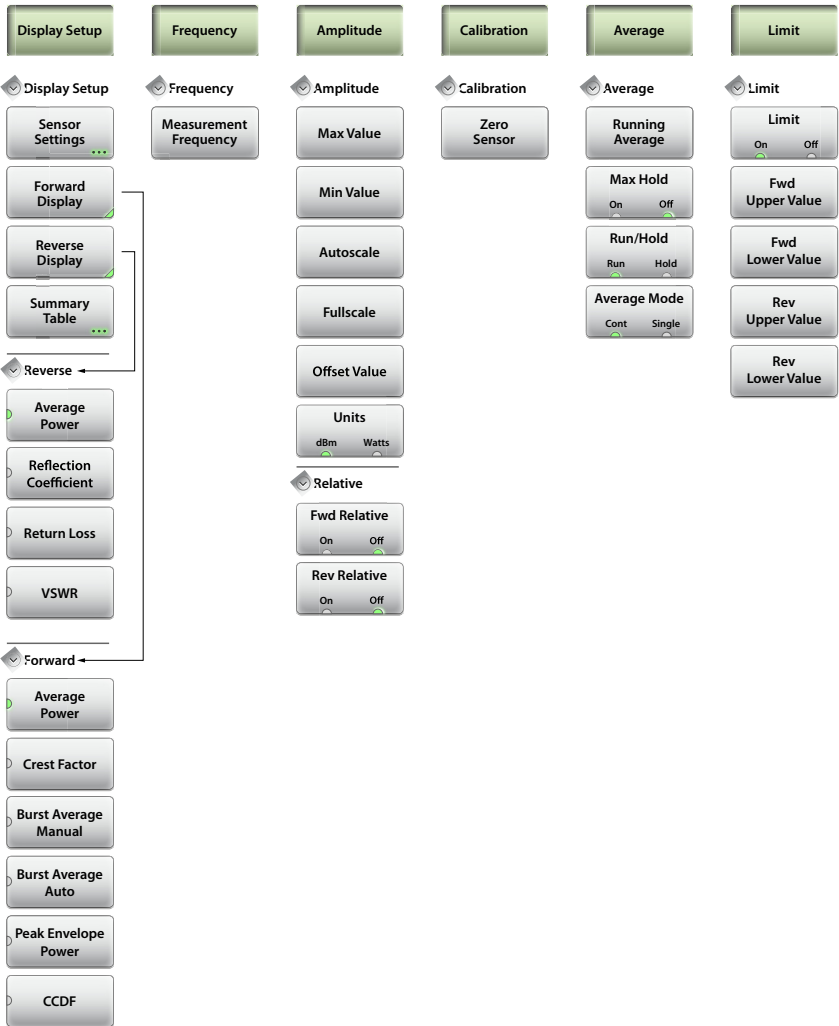 Display Setup
Frequency
Amplitude
Calibration
Average
Limit
Display Setup
Sensor
Settings
Forward
Display
Reverse
Display
Summary
Table
Reverse
Average
Power
Reflection
Coefficient
Return Loss
VSWR
Forward
Average
Power
Crest Factor
Burst Average
Manual
Burst Average
Auto
Peak Envelope
Power
CCDF
Frequency
Measurement
Frequency
Amplitude
Max Value
Min Value
Autoscale
Fullscale
Offset Value
Units
dBm Watts
Relative
Fwd Relative
On Off
Rev Relative
On Off
Calibration
Zero
Sensor
Average
Running
Average
Max Hold
On Off
Run/Hold
Run Hold
Average Mode
Cont Single
Limit
Limit
On Off
Fwd
Upper Value
Fwd
Lower Value
Rev
Upper Value
Rev
Lower Value